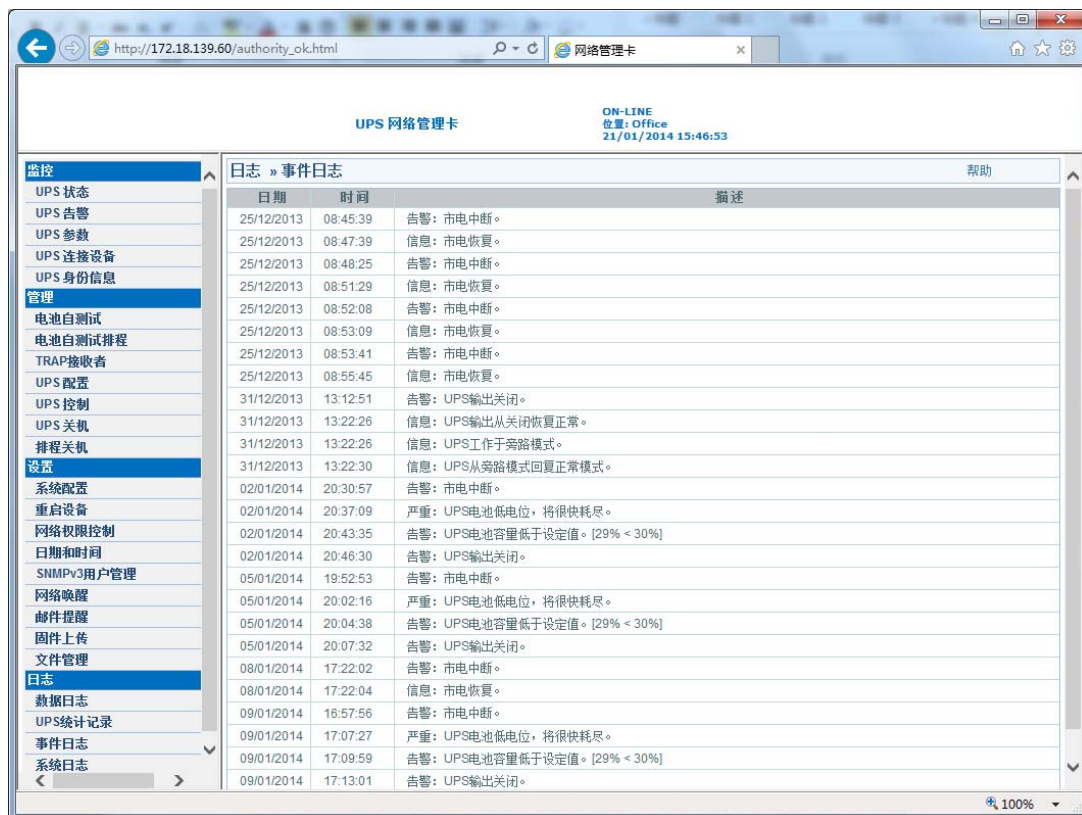 http://172.18.139.60/authority_ok.html
网络管理卡
UPS 网络管理卡
ON-LINE
位置: Office
21/01/2014 15:46:53
监控
UPS 状态
UPS 告警
UPS 参数
UPS 连接设备
UPS 身份信息
管理
电池自测试
电池自测试排程
TRAP接收者
UPS 配置
UPS 控制
UPS 关机
排程关机
设置
系统配置
重启设备
网络权限控制
日期和时间
SNMPv3用户管理
网络唤醒
邮件提醒
固件上传
文件管理
日志
数据日志
UPS统计记录
事件日志
系统日志
日志 » 事件日志 帮助
日期 时间 描述
25/12/2013 08:45:39 告警：市电中断。
25/12/2013 08:47:39 信息：市电恢复。
25/12/2013 08:48:25 告警：市电中断。
25/12/2013 08:51:29 信息：市电恢复。
25/12/2013 08:52:08 告警：市电中断。
25/12/2013 08:53:09 信息：市电恢复。
25/12/2013 08:53:41 告警：市电中断。
25/12/2013 08:55:45 信息：市电恢复。
31/12/2013 13:12:51 告警：UPS输出关闭。
31/12/2013 13:22:26 信息：UPS输出从关闭恢复正常。
31/12/2013 13:22:26 信息：UPS工作于旁路模式。
31/12/2013 13:22:30 信息：UPS从旁路模式回复正常模式。
02/01/2014 20:30:57 告警：市电中断。
02/01/2014 20:37:09 严重：UPS电池低电位，将很快耗尽。
02/01/2014 20:43:35 告警：UPS电池容量低于设定值。[29% < 30%]
02/01/2014 20:46:30 告警：UPS输出关闭。
05/01/2014 19:52:53 告警：市电中断。
05/01/2014 20:02:16 严重：UPS电池低电位，将很快耗尽。
05/01/2014 20:04:38 告警：UPS电池容量低于设定值。[29% < 30%]
05/01/2014 20:07:32 告警：UPS输出关闭。
08/01/2014 17:22:02 告警：市电中断。
08/01/2014 17:22:04 信息：市电恢复。
09/01/2014 16:57:56 告警：市电中断。
09/01/2014 17:07:27 严重：UPS电池低电位，将很快耗尽。
09/01/2014 17:09:59 告警：UPS电池容量低于设定值。[29% < 30%]
09/01/2014 17:13:01 告警：UPS输出关闭。
100%